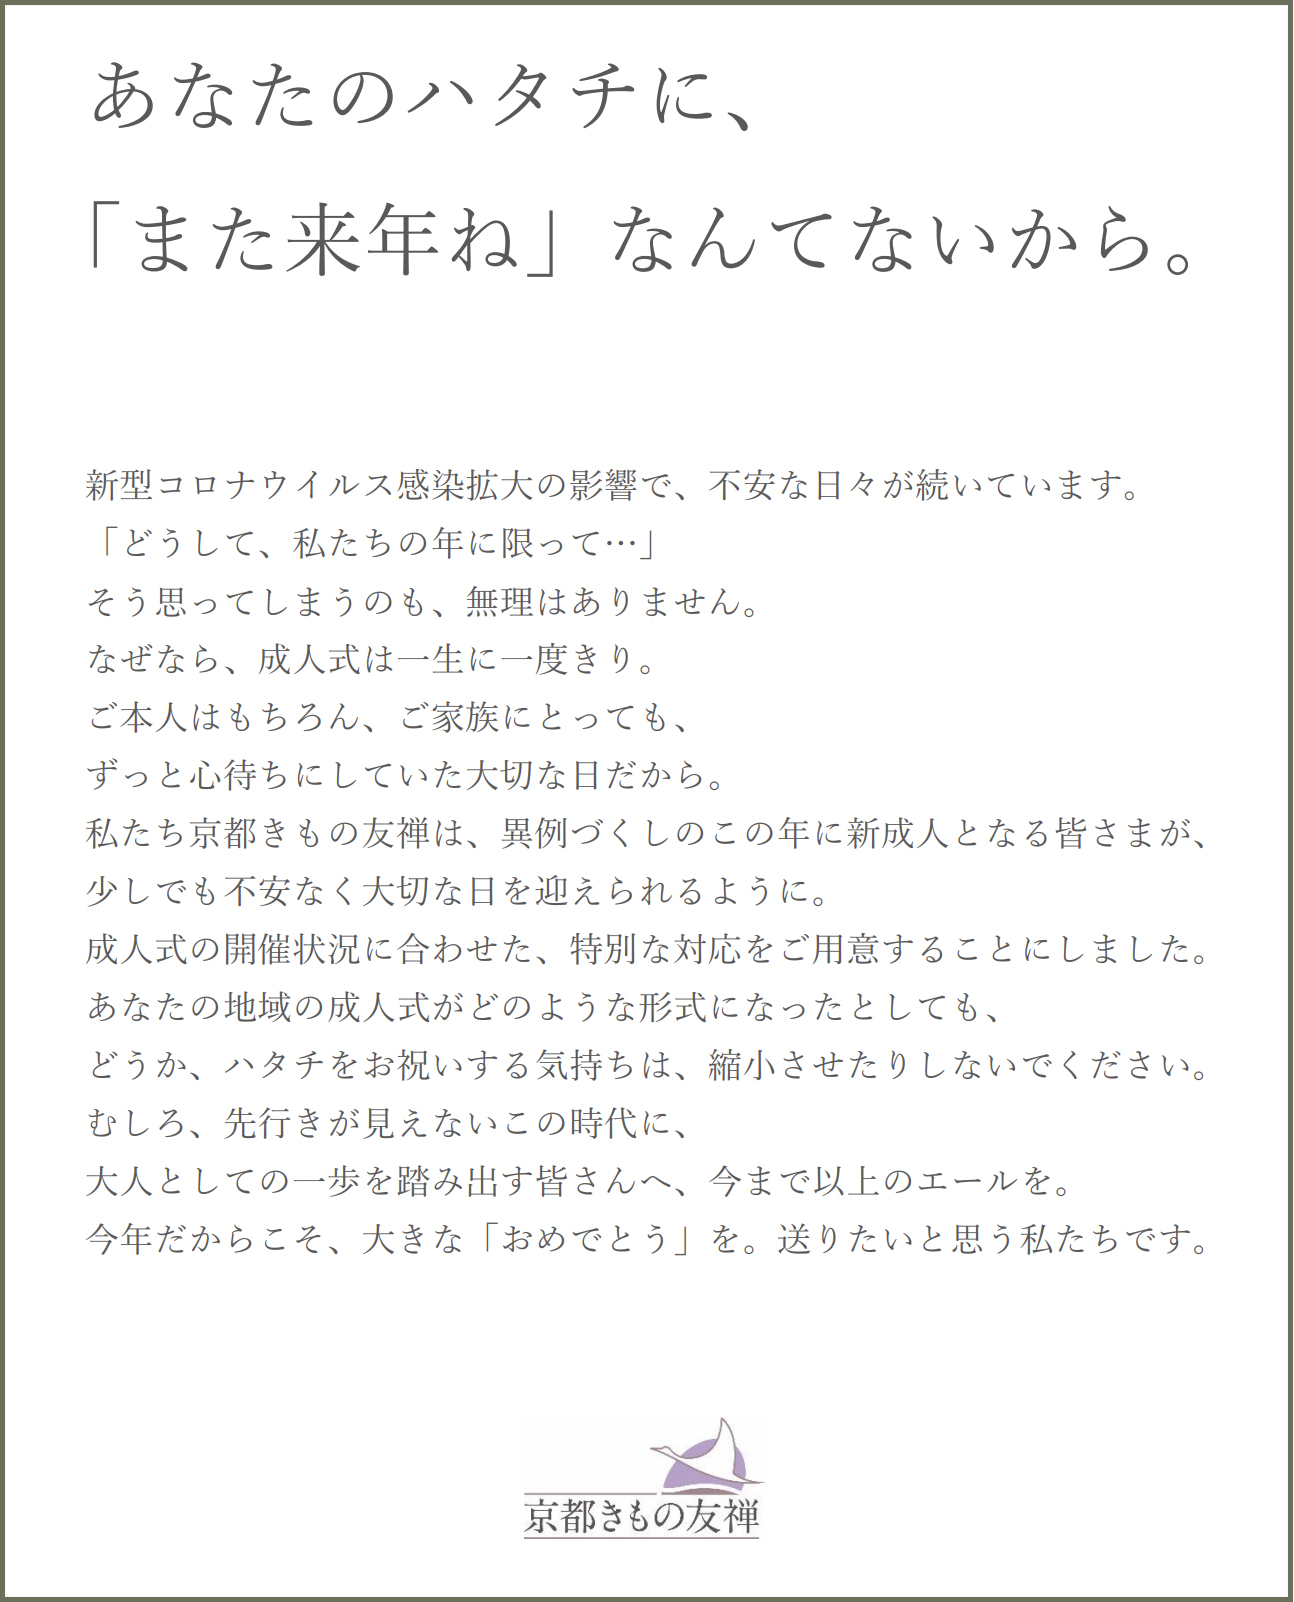 あなたのハタチに、
「また来年ね」なんてないから。
新型コロナウイルス感染拡大の影響で、不安な日々が続いています。
「どうして、私たちの年に限って…」
そう思ってしまうのも、無理はありません。
なぜなら、成人式は一生に一度きり。
ご本人はもちろん、ご家族にとっても、
ずっと心待ちにしていた大切な日だから。
私たち京都きもの友禅は、異例づくしのこの年に新成人となる皆さまが、
少しでも不安なく大切な日を迎えられるように。
成人式の開催状況に合わせた、特別な対応をご用意することにしました。
あなたの地域の成人式がどのような形式になったとしても、
どうか、ハタチをお祝いする気持ちは、縮小させたりしないでください。
むしろ、先行きが見えないこの時代に、
大人としての一歩を踏み出す皆さんへ、今まで以上のエールを。
今年だからこそ、大きな「おめでとう」を。送りたいと思う私たちです。
京都きもの友禅